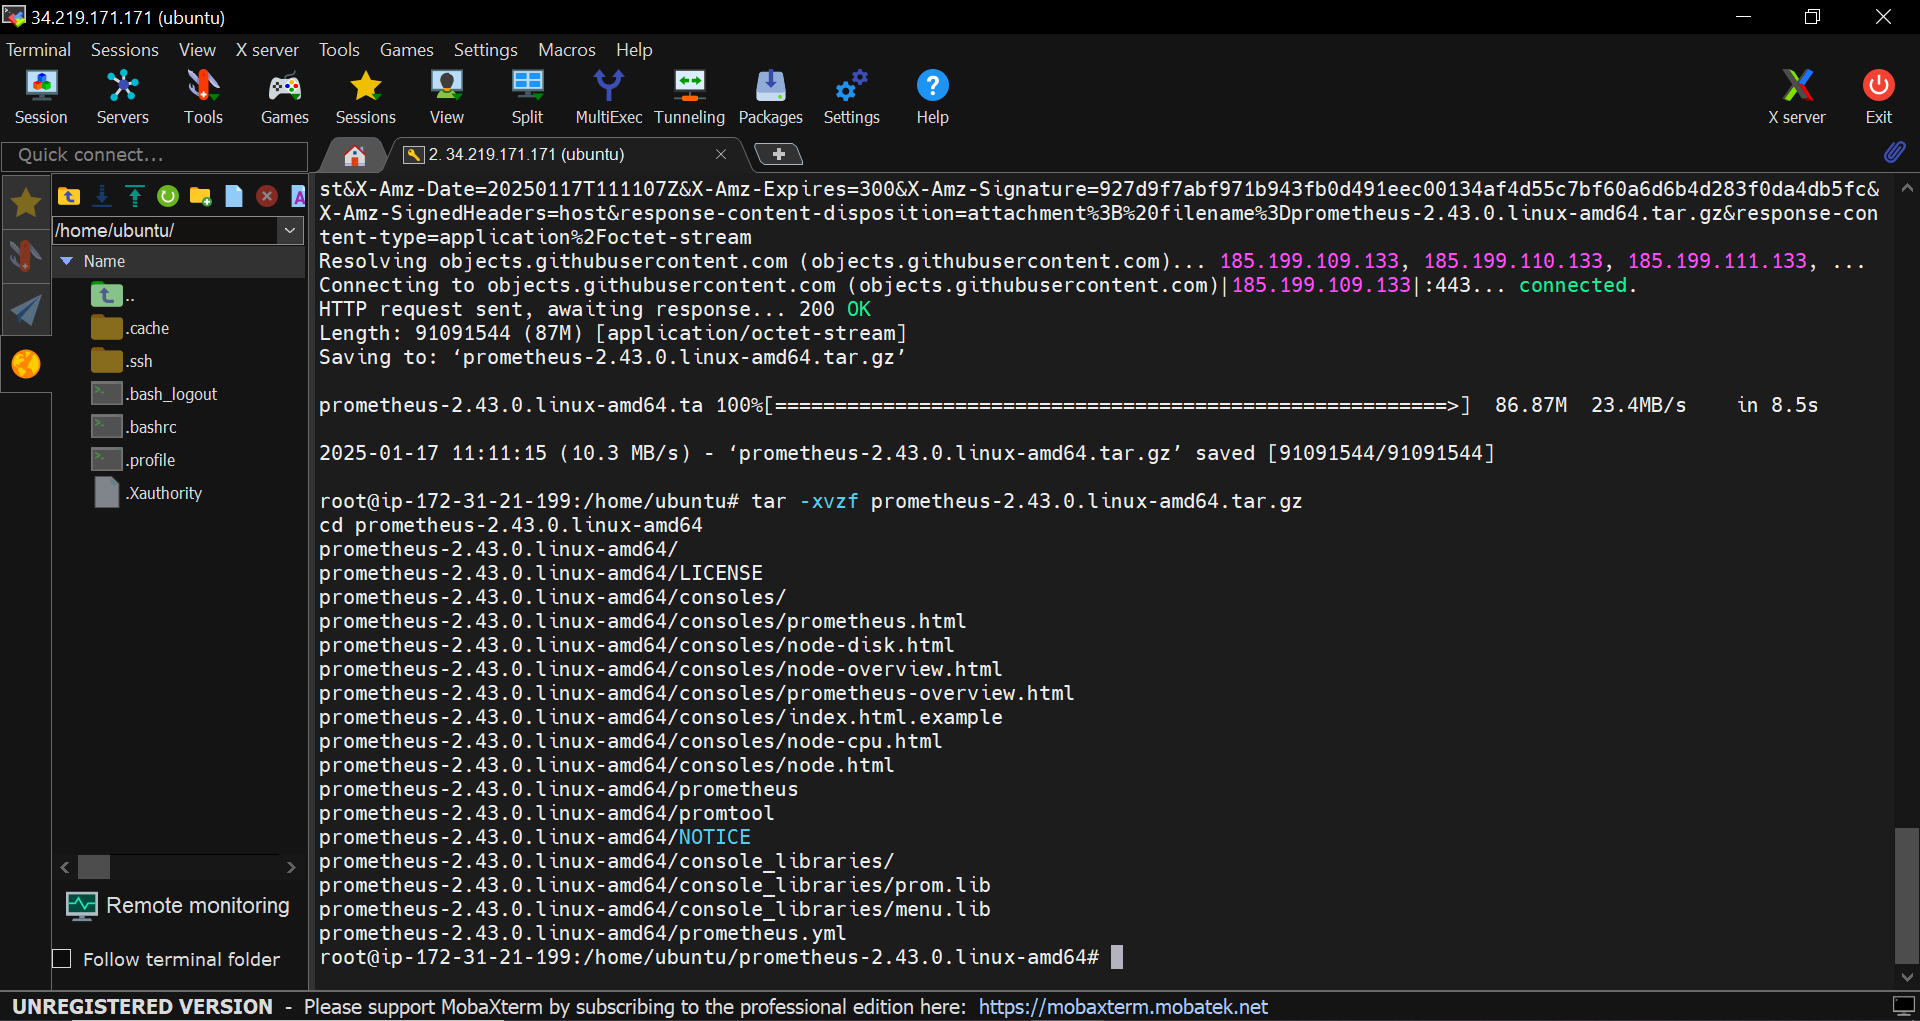 34.219.171.171 (ubuntu)
Terminal Sessions View X server Tools Games Settings Macros Help
Session Servers Tools Games Sessions View Split MultiExec Tunneling Packages Settings Help X server Exit
Quick connect...
2. 34.219.171.171 (ubuntu)
/home/ubuntu/
Name
..
.cache
.ssh
.bash_logout
.bashrc
.profile
.Xauthority
Remote monitoring
Follow terminal folder
st&X-Amz-Date=20250117T111107Z&X-Amz-Expires=300&X-Amz-Signature=927d9f7abf971b943fb0d491eec00134af4d55c7bf60a6d6b4d283f0da4db5fc&
X-Amz-SignedHeaders=host&response-content-disposition=attachment%3B%20filename%3Dprometheus-2.43.0.linux-amd64.tar.gz&response-con
tent-type=application%2Foctet-stream
Resolving objects.githubusercontent.com (objects.githubusercontent.com)... 185.199.109.133, 185.199.110.133, 185.199.111.133, ...
Connecting to objects.githubusercontent.com (objects.githubusercontent.com)|185.199.109.133|:443... connected.
HTTP request sent, awaiting response... 200 OK
Length: 91091544 (87M) [application/octet-stream]
Saving to: ‘prometheus-2.43.0.linux-amd64.tar.gz’
prometheus-2.43.0.linux-amd64.ta 100%[========================================================>] 86.87M 23.4MB/s in 8.5s
2025-01-17 11:11:15 (10.3 MB/s) - ‘prometheus-2.43.0.linux-amd64.tar.gz’ saved [91091544/91091544]
root@ip-172-31-21-199:/home/ubuntu# tar -xvzf prometheus-2.43.0.linux-amd64.tar.gz
cd prometheus-2.43.0.linux-amd64
prometheus-2.43.0.linux-amd64/
prometheus-2.43.0.linux-amd64/LICENSE
prometheus-2.43.0.linux-amd64/consoles/
prometheus-2.43.0.linux-amd64/consoles/prometheus.html
prometheus-2.43.0.linux-amd64/consoles/node-disk.html
prometheus-2.43.0.linux-amd64/consoles/node-overview.html
prometheus-2.43.0.linux-amd64/consoles/prometheus-overview.html
prometheus-2.43.0.linux-amd64/consoles/index.html.example
prometheus-2.43.0.linux-amd64/consoles/node-cpu.html
prometheus-2.43.0.linux-amd64/consoles/node.html
prometheus-2.43.0.linux-amd64/prometheus
prometheus-2.43.0.linux-amd64/promtool
prometheus-2.43.0.linux-amd64/NOTICE
prometheus-2.43.0.linux-amd64/console_libraries/
prometheus-2.43.0.linux-amd64/console_libraries/prom.lib
prometheus-2.43.0.linux-amd64/console_libraries/menu.lib
prometheus-2.43.0.linux-amd64/prometheus.yml
root@ip-172-31-21-199:/home/ubuntu/prometheus-2.43.0.linux-amd64#
UNREGISTERED VERSION - Please support MobaXterm by subscribing to the professional edition here: https://mobaxterm.mobatek.net